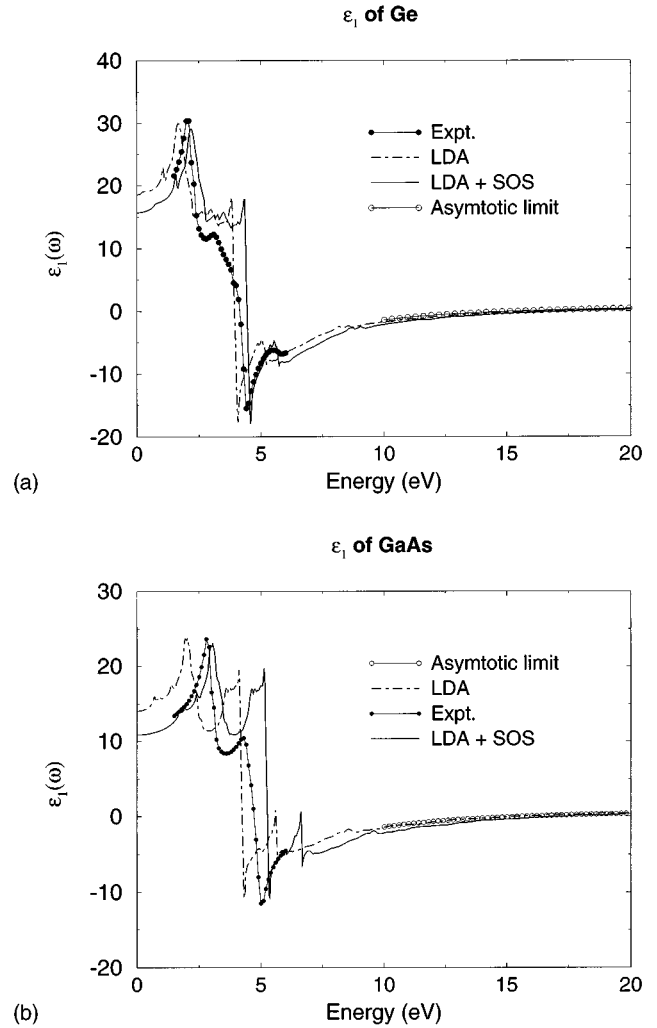 ε₁ of Ge
40
30
20
10
0
-10
-20
ε₁(ω)
Expt.
LDA
LDA + SOS
Asymtotic limit
0
5
10
15
20
Energy (eV)
(a)
ε₁ of GaAs
30
20
10
0
-10
-20
ε₁(ω)
Asymtotic limit
LDA
Expt.
LDA + SOS
0
5
10
15
20
Energy (eV)
(b)